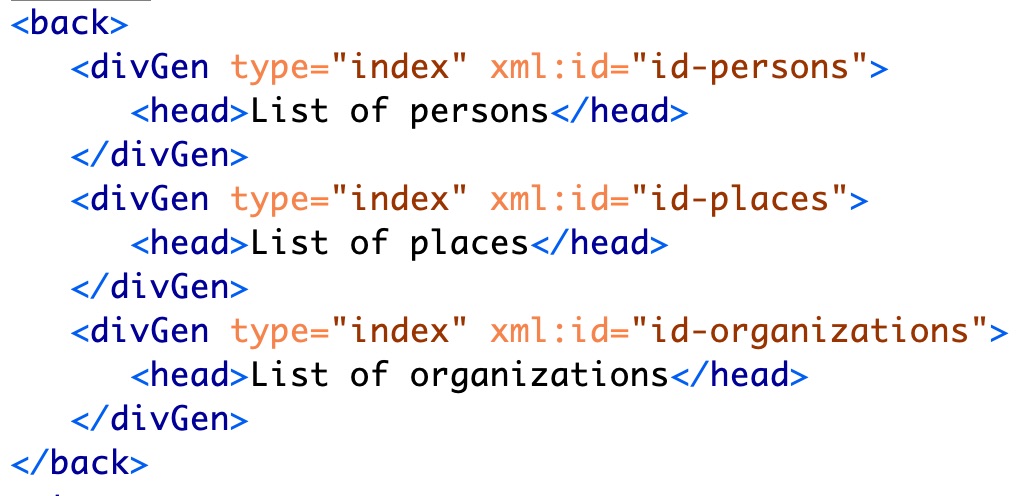 <back>
   <divGen type="index" xml:id="id-persons">
      <head>List of persons</head>
   </divGen>
   <divGen type="index" xml:id="id-places">
      <head>List of places</head>
   </divGen>
   <divGen type="index" xml:id="id-organizations">
      <head>List of organizations</head>
   </divGen>
</back>